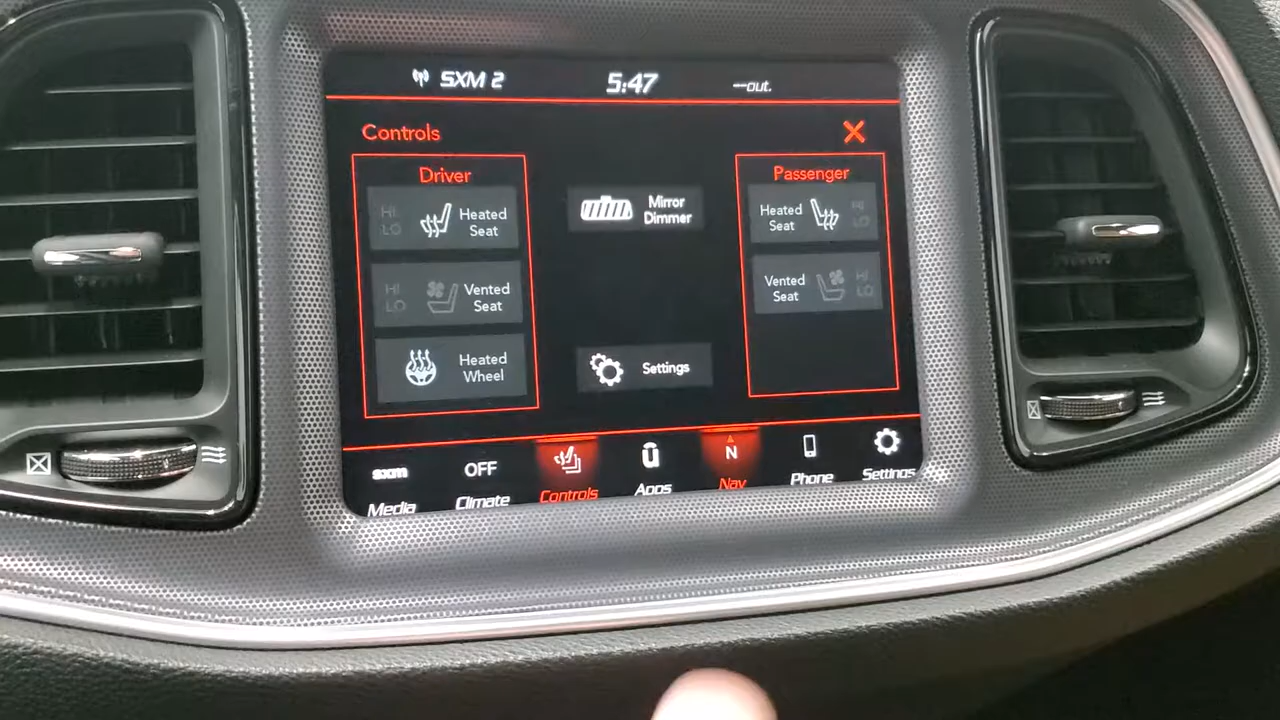 SXM 2
5:47
--out.
Controls
X
Driver
HI
LO
Heated
Seat
HI
LO
Vented
Seat
Heated
Wheel
Mirror
Dimmer
Settings
Passenger
Heated
Seat
HI
LO
Vented
Seat
HI
LO
sxm
Media
OFF
Climate
Controls
u
Apps
N
Nav
Phone
Settings